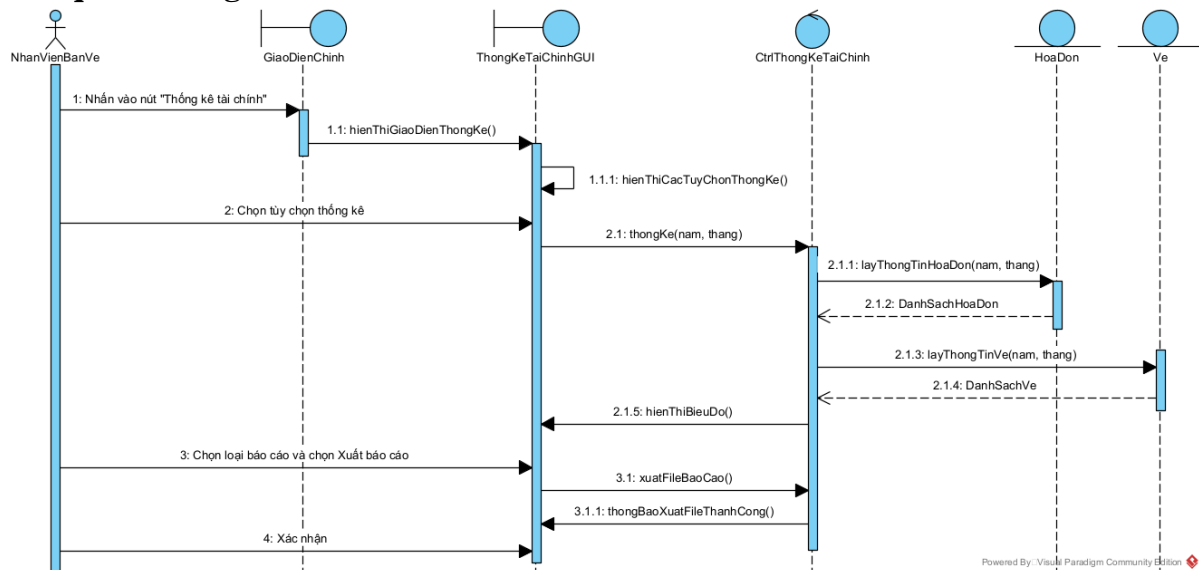 NhanVienBanVe
GiaoDienChinh
ThongKeTaiChinhGUI
CtrlThongKeTaiChinh
HoaDon
Ve
1: Nhấn vào nút "Thống kê tài chính"
1.1: hienThiGiaoDienThongKe()
1.1.1: hienThiCacTuyChonThongKe()
2: Chọn tùy chọn thống kê
2.1: thongKe(nam, thang)
2.1.1: layThongTinHoaDon(nam, thang)
2.1.2: DanhSachHoaDon
2.1.3: layThongTinVe(nam, thang)
2.1.4: DanhSachVe
2.1.5: hienThiBieuDo()
3: Chọn loại báo cáo và chọn Xuất báo cáo
3.1: xuatFileBaoCao()
3.1.1: thongBaoXuatFileThanhCong()
4: Xác nhận
Powered By Visual Paradigm Community Edition